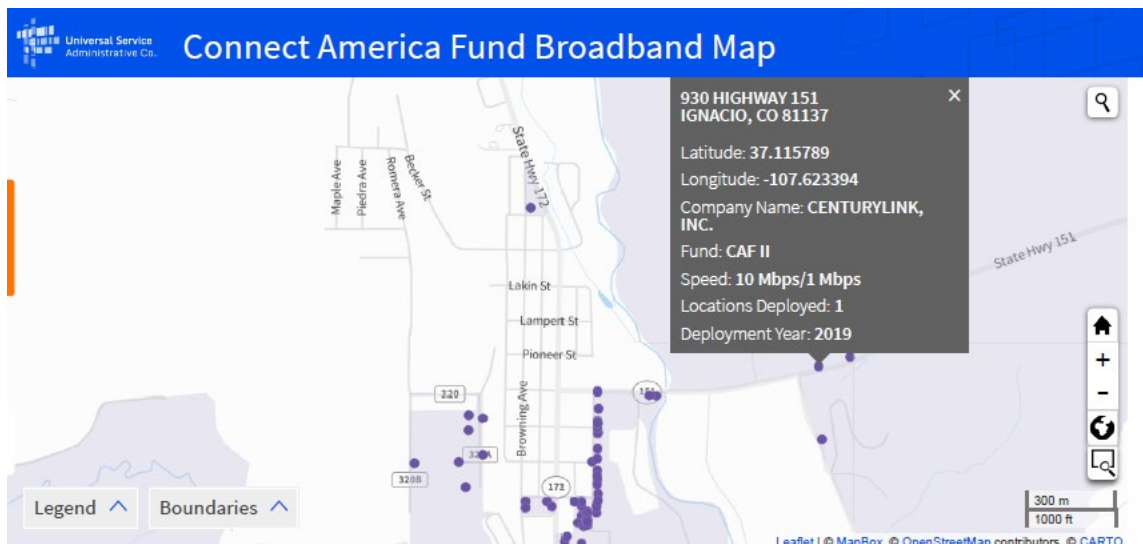 Universal Service
Administrative Co.
Connect America Fund Broadband Map
930 HIGHWAY 151
IGNACIO, CO 81137
Latitude: 37.115789
Longitude: -107.623394
Company Name: CENTURYLINK,
INC.
Fund: CAF II
Speed: 10 Mbps/1 Mbps
Locations Deployed: 1
Deployment Year: 2019
State Hwy 172
Maple Ave
Piedra Ave
Romera Ave
Becker St
State Hwy 151
Lakin St
Lampert St
Pioneer St
320
Browning Ave
320B
172
Legend
Boundaries
+
−
300 m
1000 ft
Leaflet | © MapBox, © OpenStreetMap contributors, © CARTO